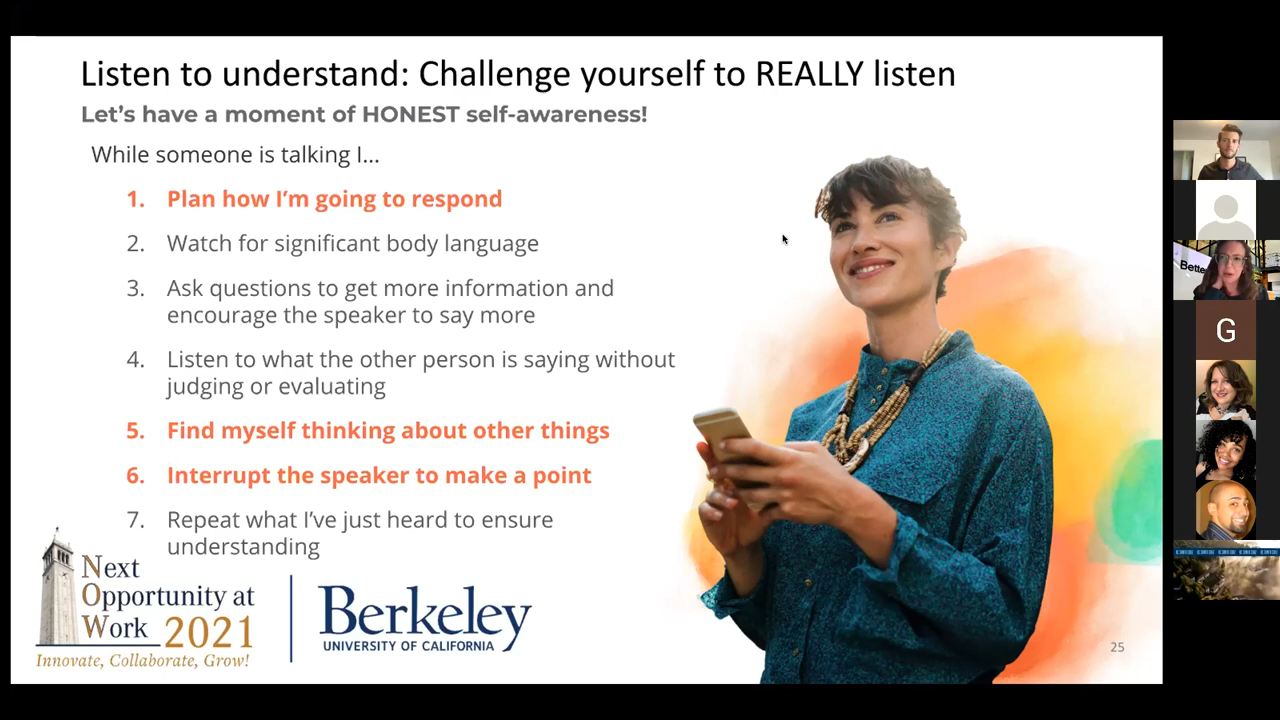 Listen to understand: Challenge yourself to REALLY listen
Let's have a moment of HONEST self-awareness!
While someone is talking I...
1. Plan how I'm going to respond
2. Watch for significant body language
3. Ask questions to get more information and
encourage the speaker to say more
4. Listen to what the other person is saying without
judging or evaluating
5. Find myself thinking about other things
6. Interrupt the speaker to make a point
7. Repeat what I've just heard to ensure
understanding
Next
Opportunity at
Work 2021
Innovate, Collaborate, Grow!
Berkeley
UNIVERSITY OF CALIFORNIA
25
Bette
G